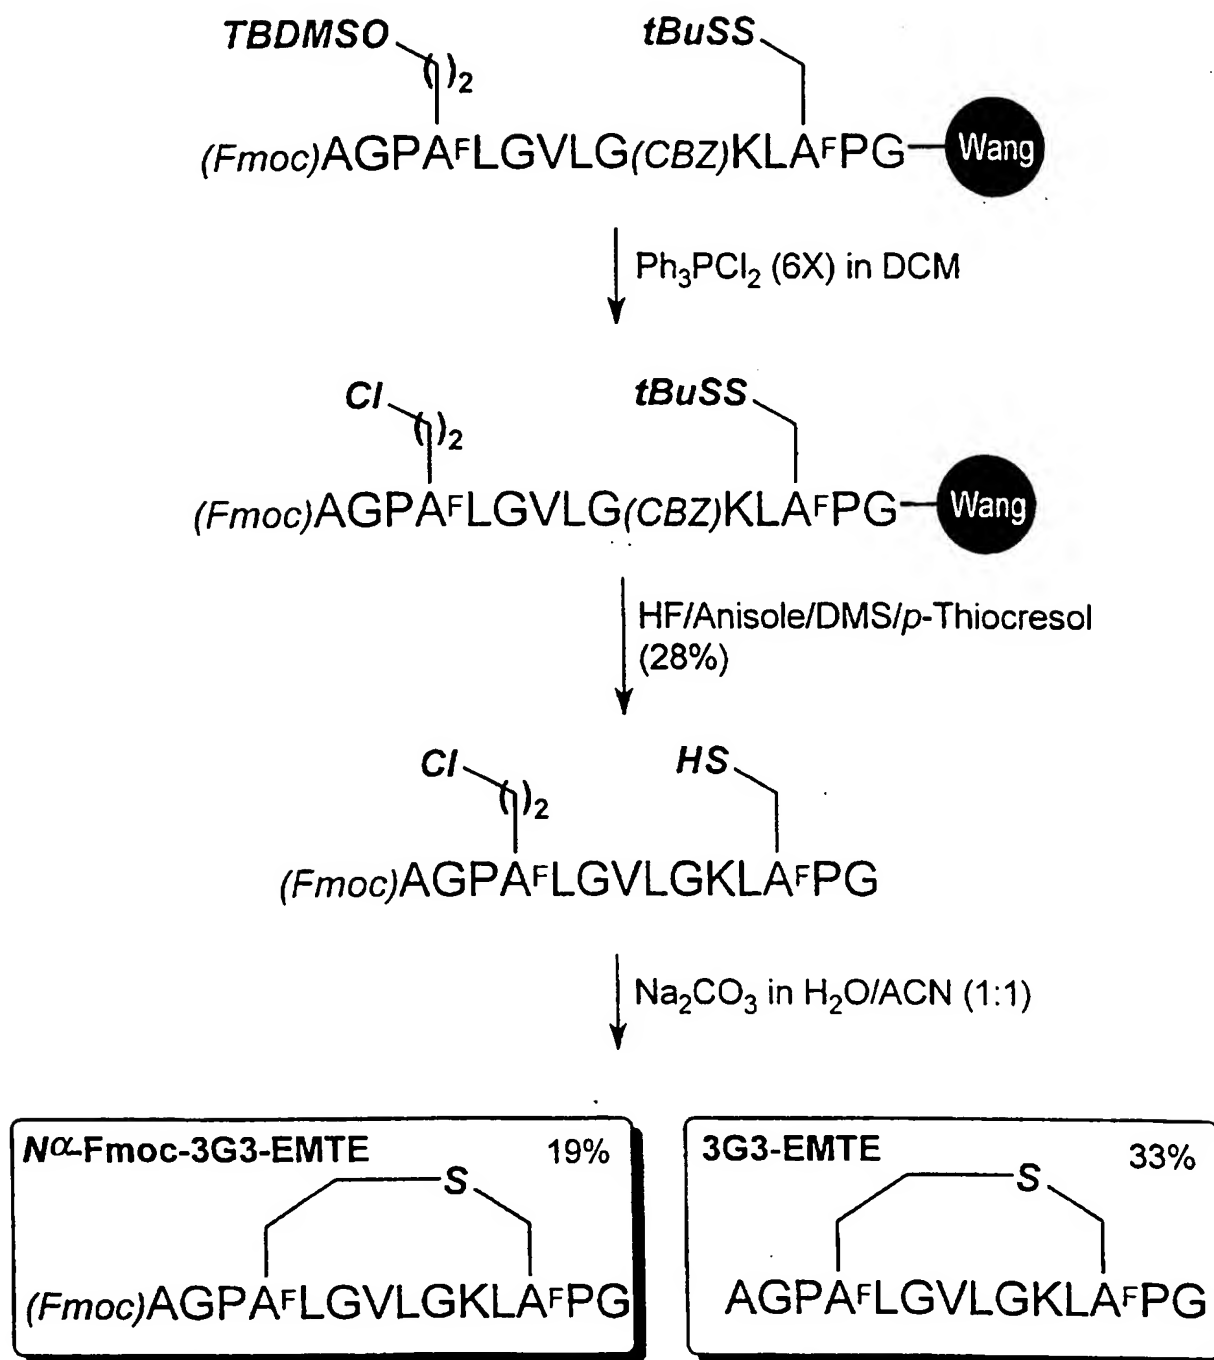 TBDMSO tBuSS
( )2
(Fmoc)AGPAFLGVLG(CBZ)KLAFPG Wang
Ph3PCl2 (6X) in DCM
Cl tBuSS
( )2
(Fmoc)AGPAFLGVLG(CBZ)KLAFPG Wang
HF/Anisole/DMS/p-Thiocresol
(28%)
Cl HS
( )2
(Fmoc)AGPAFLGVLGKLAFPG
Na2CO3 in H2O/ACN (1:1)
Nα-Fmoc-3G3-EMTE 19%
S
(Fmoc)AGPAFLGVLGKLAFPG
3G3-EMTE 33%
S
AGPAFLGVLGKLAFPG